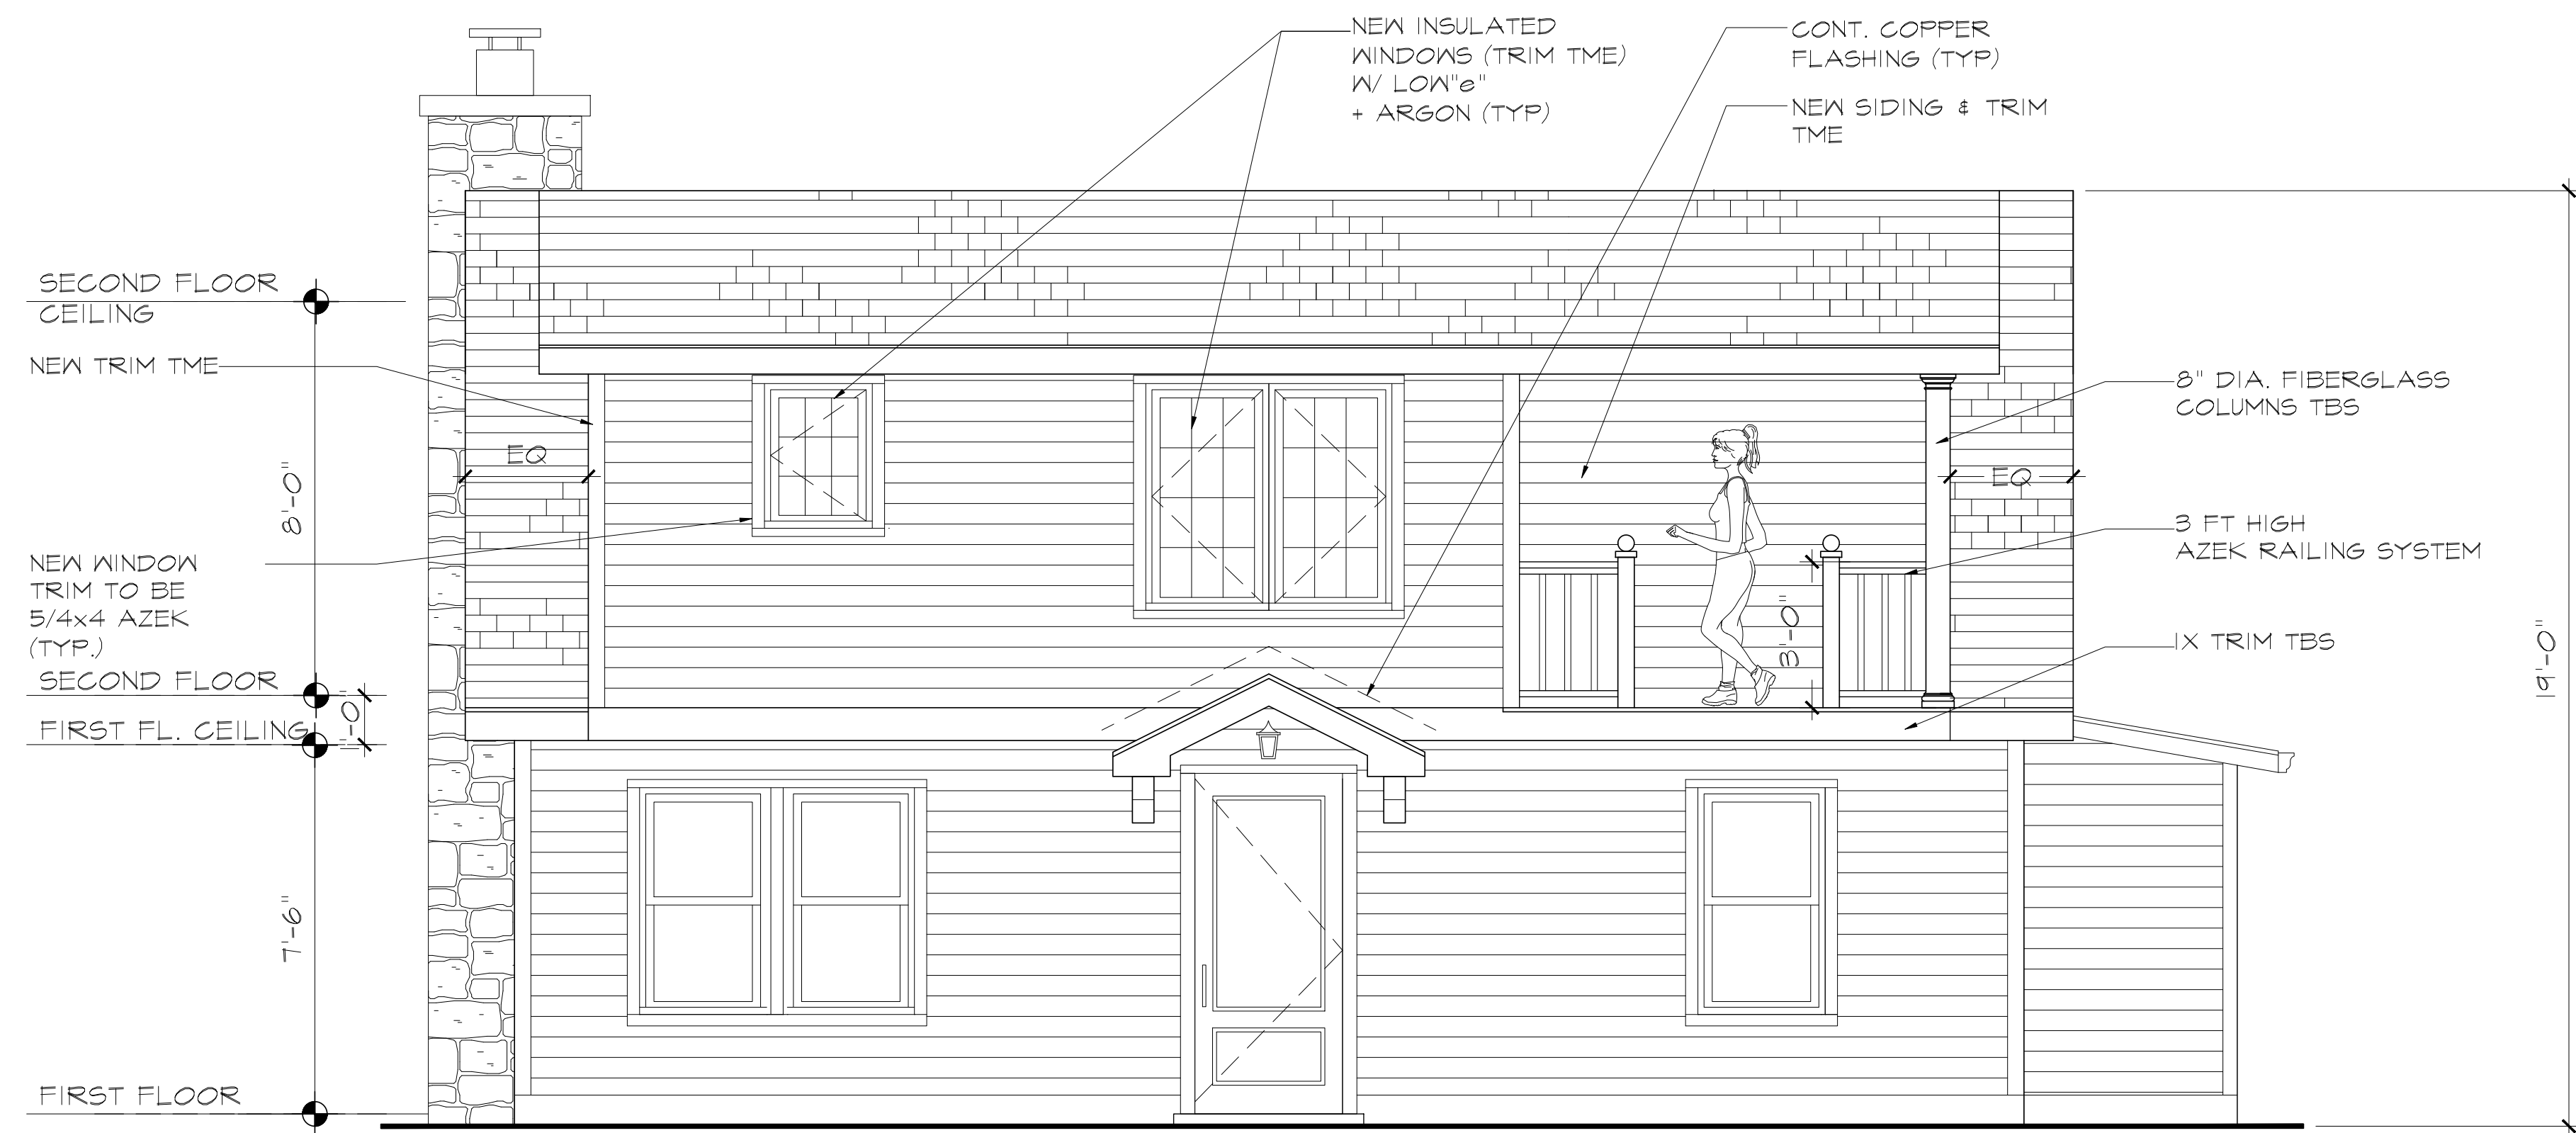 NEW INSULATED
WINDOWS (TRIM TME)
W/ LOW"e"
+ ARGON (TYP)
CONT. COPPER
FLASHING (TYP)
NEW SIDING & TRIM
TME
SECOND FLOOR
CEILING
NEW TRIM TME
8" DIA. FIBERGLASS
COLUMNS TBS
EQ
EQ
8'-0"
3 FT HIGH
AZEK RAILING SYSTEM
NEW WINDOW
TRIM TO BE
5/4x4 AZEK
(TYP.)
3'-0"
1X TRIM TBS
19'-0"
SECOND FLOOR
1'-0"
FIRST FL. CEILING
7'-6"
FIRST FLOOR